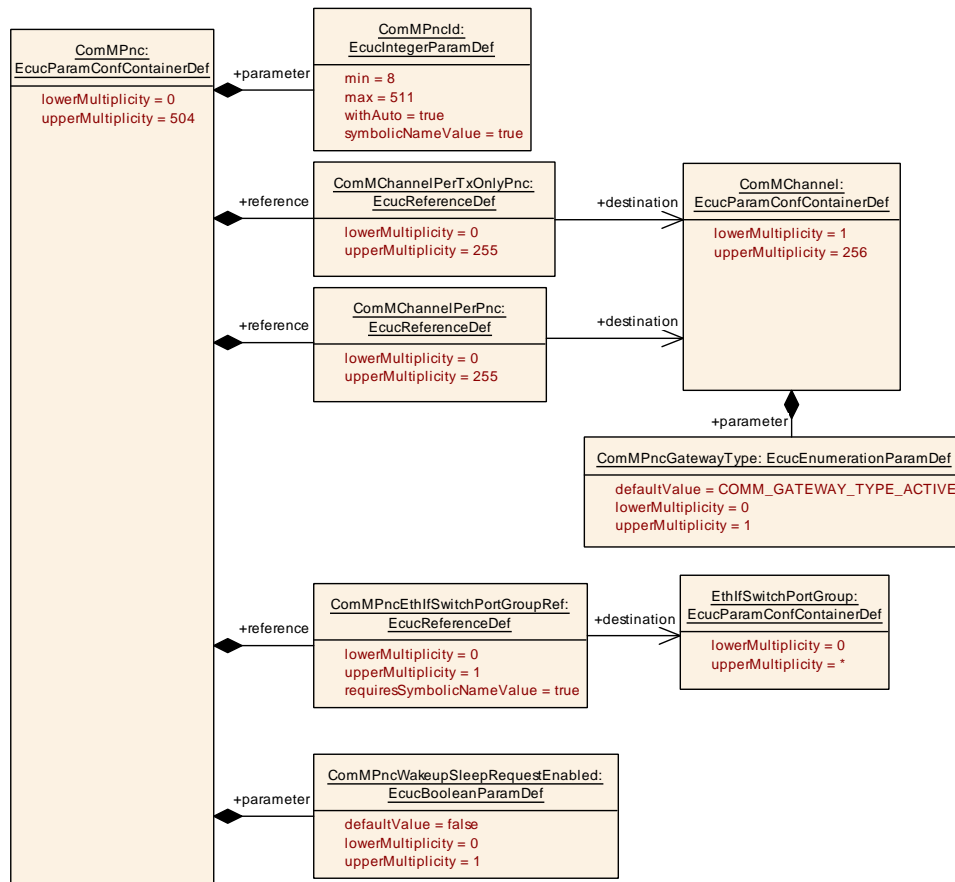 ComMPnc:
EcucParamConfContainerDef
lowerMultiplicity = 0
upperMultiplicity = 504
+parameter
ComMPncId:
EcucIntegerParamDef
min = 8
max = 511
withAuto = true
symbolicNameValue = true
+reference
ComMChannelPerTxOnlyPnc:
EcucReferenceDef
lowerMultiplicity = 0
upperMultiplicity = 255
+destination
ComMChannel:
EcucParamConfContainerDef
lowerMultiplicity = 1
upperMultiplicity = 256
+reference
ComMChannelPerPnc:
EcucReferenceDef
lowerMultiplicity = 0
upperMultiplicity = 255
+destination
+parameter
ComMPncGatewayType: EcucEnumerationParamDef
defaultValue = COMM_GATEWAY_TYPE_ACTIVE
lowerMultiplicity = 0
upperMultiplicity = 1
+reference
ComMPncEthIfSwitchPortGroupRef:
EcucReferenceDef
lowerMultiplicity = 0
upperMultiplicity = 1
requiresSymbolicNameValue = true
+destination
EthIfSwitchPortGroup:
EcucParamConfContainerDef
lowerMultiplicity = 0
upperMultiplicity = *
+parameter
ComMPncWakeupSleepRequestEnabled:
EcucBooleanParamDef
defaultValue = false
lowerMultiplicity = 0
upperMultiplicity = 1